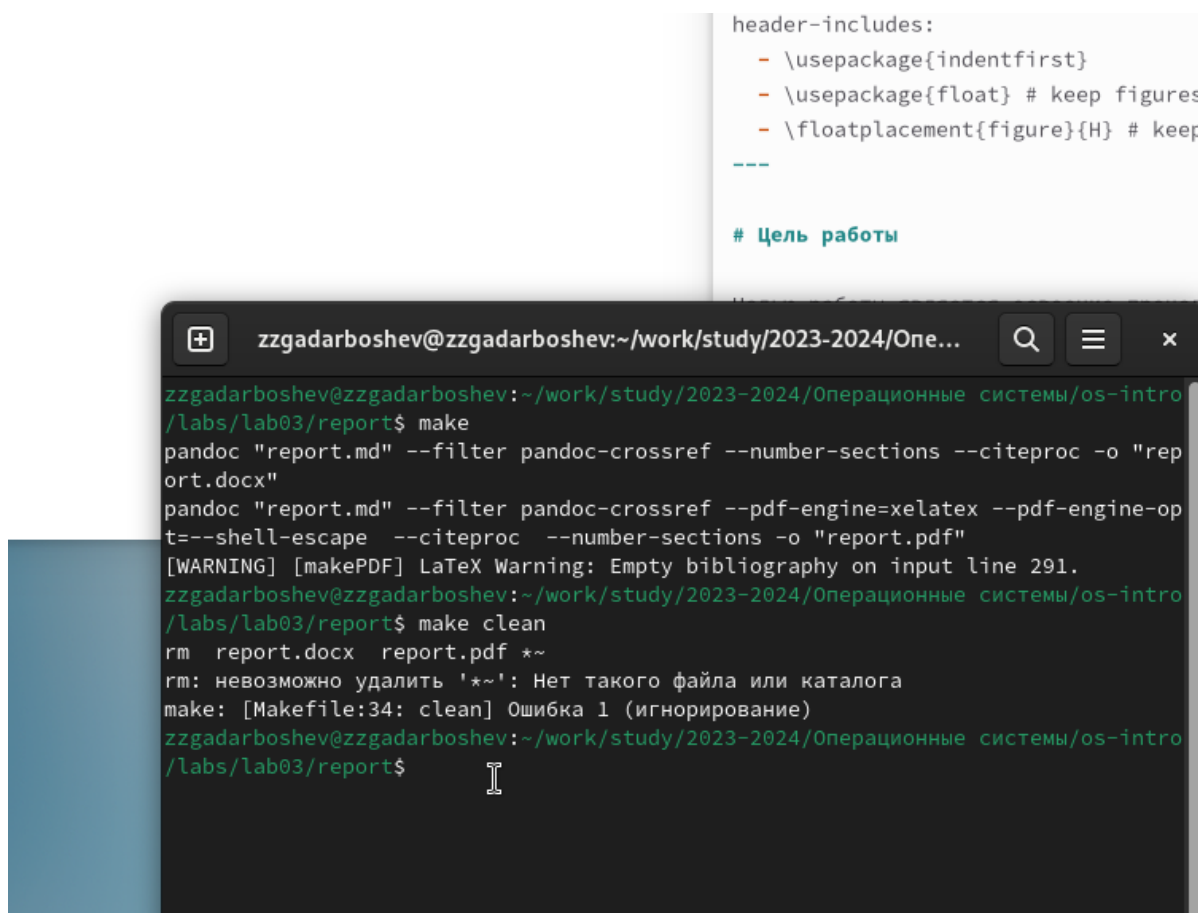 header-includes:
- \usepackage{indentfirst}
- \usepackage{float} # keep figures
- \floatplacement{figure}{H} # keep
---
# Цель работы
zzgadarboshev@zzgadarboshev:~/work/study/2023-2024/Опе...
zzgadarboshev@zzgadarboshev:~/work/study/2023-2024/Операционные системы/os-intro
/labs/lab03/report$ make
pandoc "report.md" --filter pandoc-crossref --number-sections --citeproc -o "rep
ort.docx"
pandoc "report.md" --filter pandoc-crossref --pdf-engine=xelatex --pdf-engine-op
t=--shell-escape  --citeproc  --number-sections -o "report.pdf"
[WARNING] [makePDF] LaTeX Warning: Empty bibliography on input line 291.
zzgadarboshev@zzgadarboshev:~/work/study/2023-2024/Операционные системы/os-intro
/labs/lab03/report$ make clean
rm  report.docx  report.pdf *~
rm: невозможно удалить '*~': Нет такого файла или каталога
make: [Makefile:34: clean] Ошибка 1 (игнорирование)
zzgadarboshev@zzgadarboshev:~/work/study/2023-2024/Операционные системы/os-intro
/labs/lab03/report$